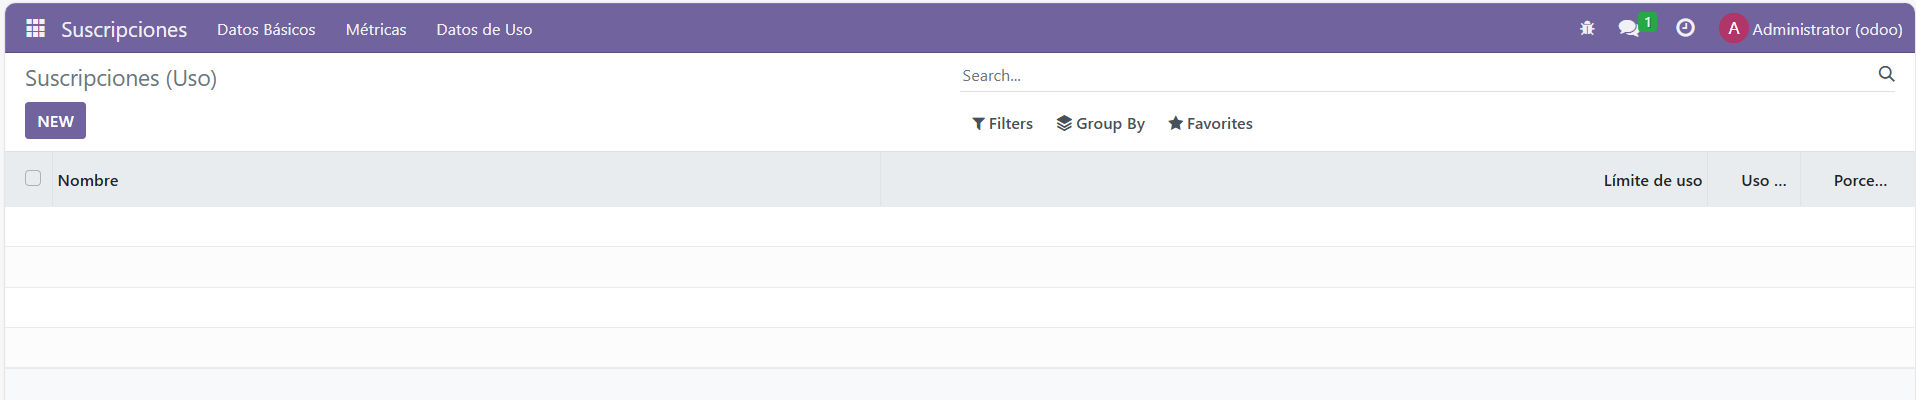 Suscripciones Datos Básicos Métricas Datos de Uso 1 A Administrator (odoo)
Suscripciones (Uso) Search...
NEW Filters Group By Favorites
Nombre Límite de uso Uso ... Porce...